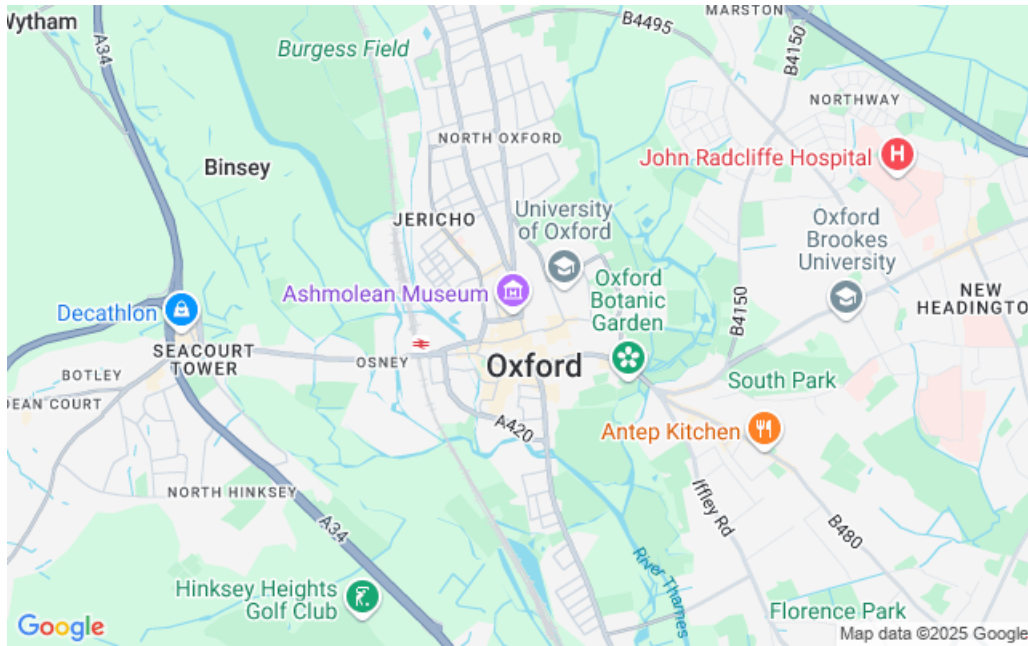 Wytham
A34
Burgess Field
B4495
MARSTON
B4150
NORTHWAY
NORTH OXFORD
John Radcliffe Hospital
H
Binsey
JERICHO
University
of Oxford
Oxford
Brookes
University
Ashmolean Museum
Oxford
Botanic
Garden
B4150
NEW
HEADINGTO
Decathlon
SEACOURT
TOWER
OSNEY
Oxford
BOTLEY
DEAN COURT
South Park
A420
Antep Kitchen
NORTH HINKSEY
A34
Iffley Rd
B480
River Thames
Hinksey Heights
Golf Club
Florence Park
Google
Map data ©2025 Google